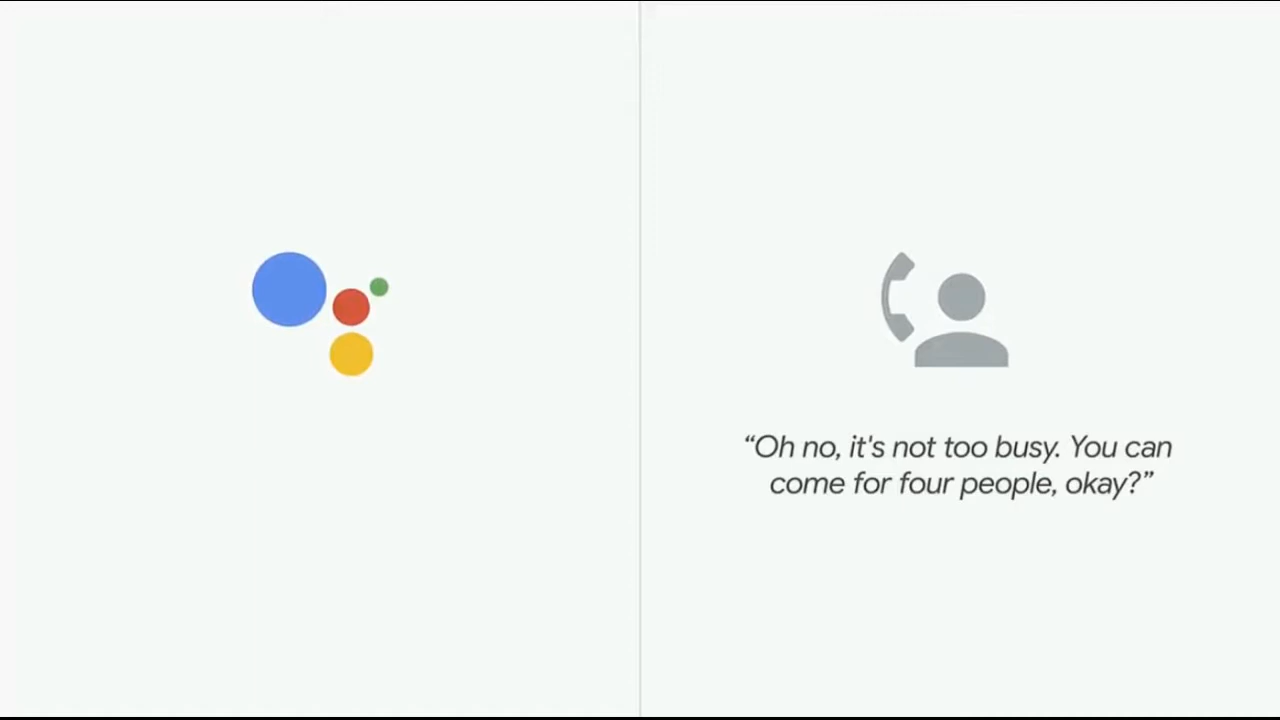 “Oh no, it's not too busy. You can
come for four people, okay?”